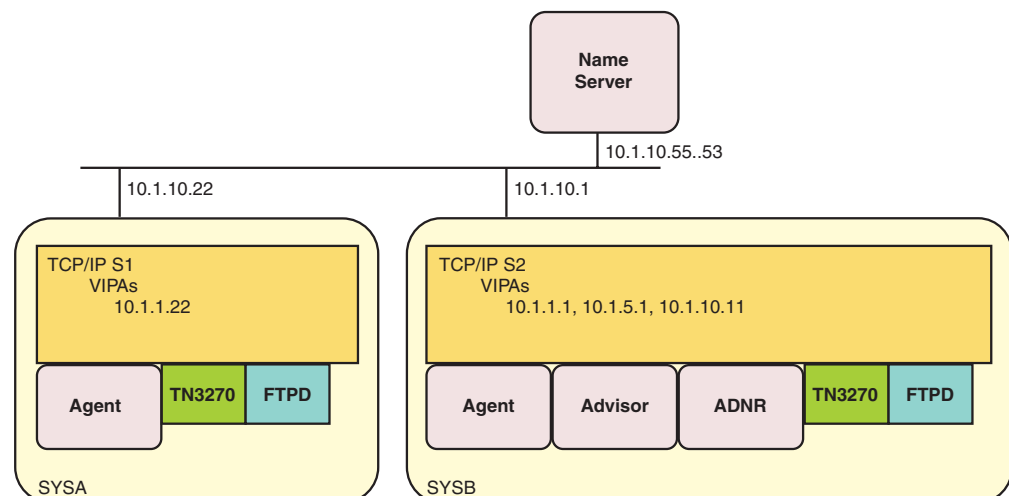 Name
Server
10.1.10.55..53
10.1.10.22
10.1.10.1
TCP/IP S1
VIPAs
10.1.1.22
TCP/IP S2
VIPAs
10.1.1.1, 10.1.5.1, 10.1.10.11
Agent
TN3270
FTPD
Agent
Advisor
ADNR
TN3270
FTPD
SYSA
SYSB